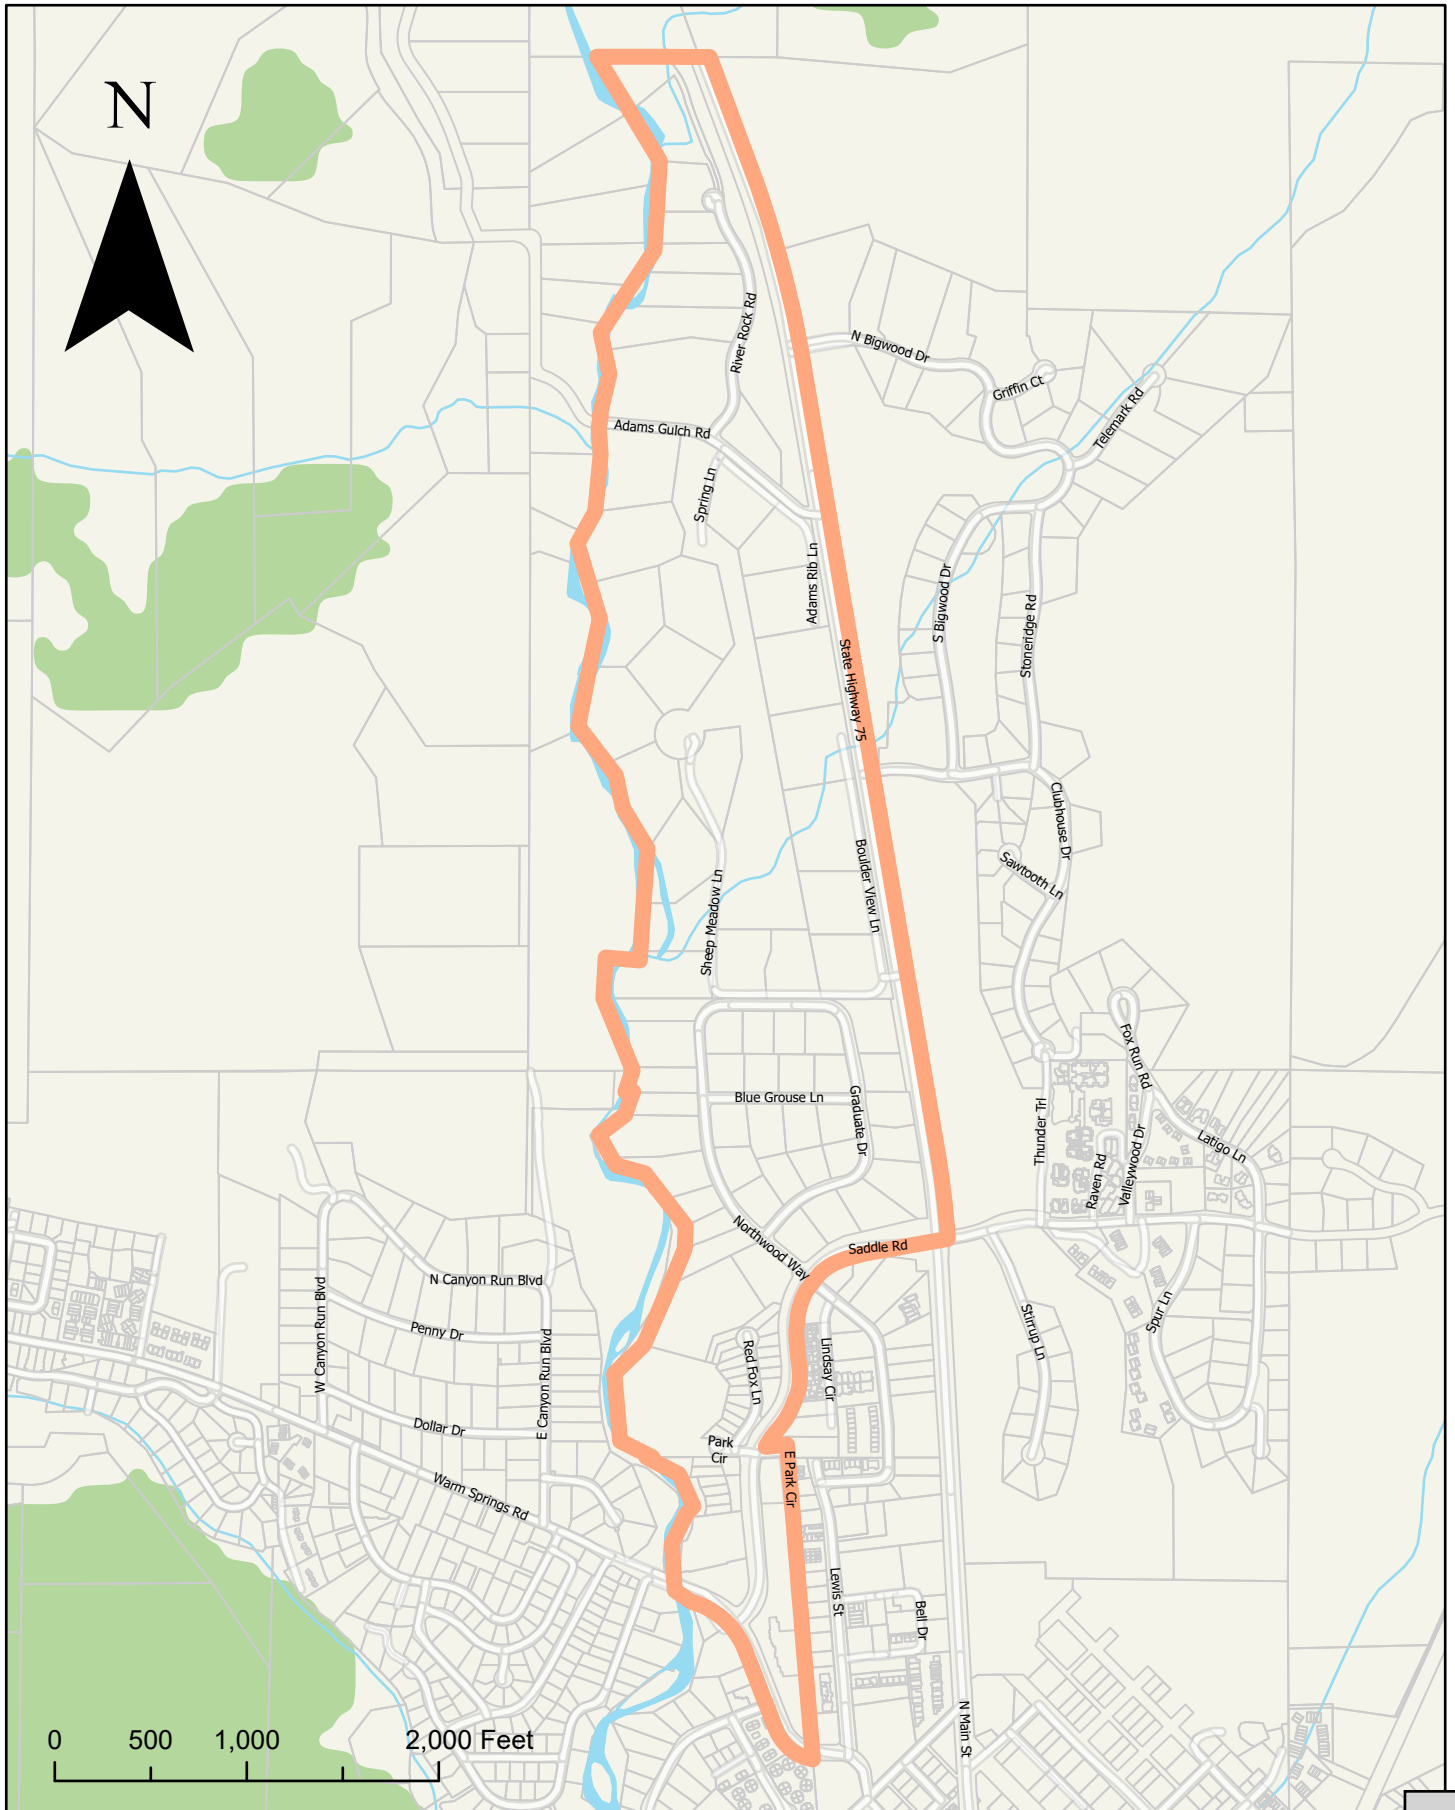 N
N Bigwood Dr
River Rock Rd
Griffin Ct
Telemark Rd
Adams Gulch Rd
Spring Ln
Adams Rib Ln
S Bigwood Dr
Stoneridge Rd
State Highway 75
Clubhouse Dr
Sawtooth Ln
Boulder View Ln
Sheep Meadow Ln
Fox Run Rd
Blue Grouse Ln
Graduate Dr
Thunder Trl
Raven Rd
Valleywood Dr
Latigo Ln
Northwood Way
Saddle Rd
N Canyon Run Blvd
W Canyon Run Blvd
Penny Dr
E Canyon Run Blvd
Stirrup Ln
Spur Ln
Red Fox Ln
Lindsay Cir
Dollar Dr
Park
Cir
E Park Cir
Warm Springs Rd
Lewis St
Bell Dr
N Main St
0 500 1,000 2,000 Feet